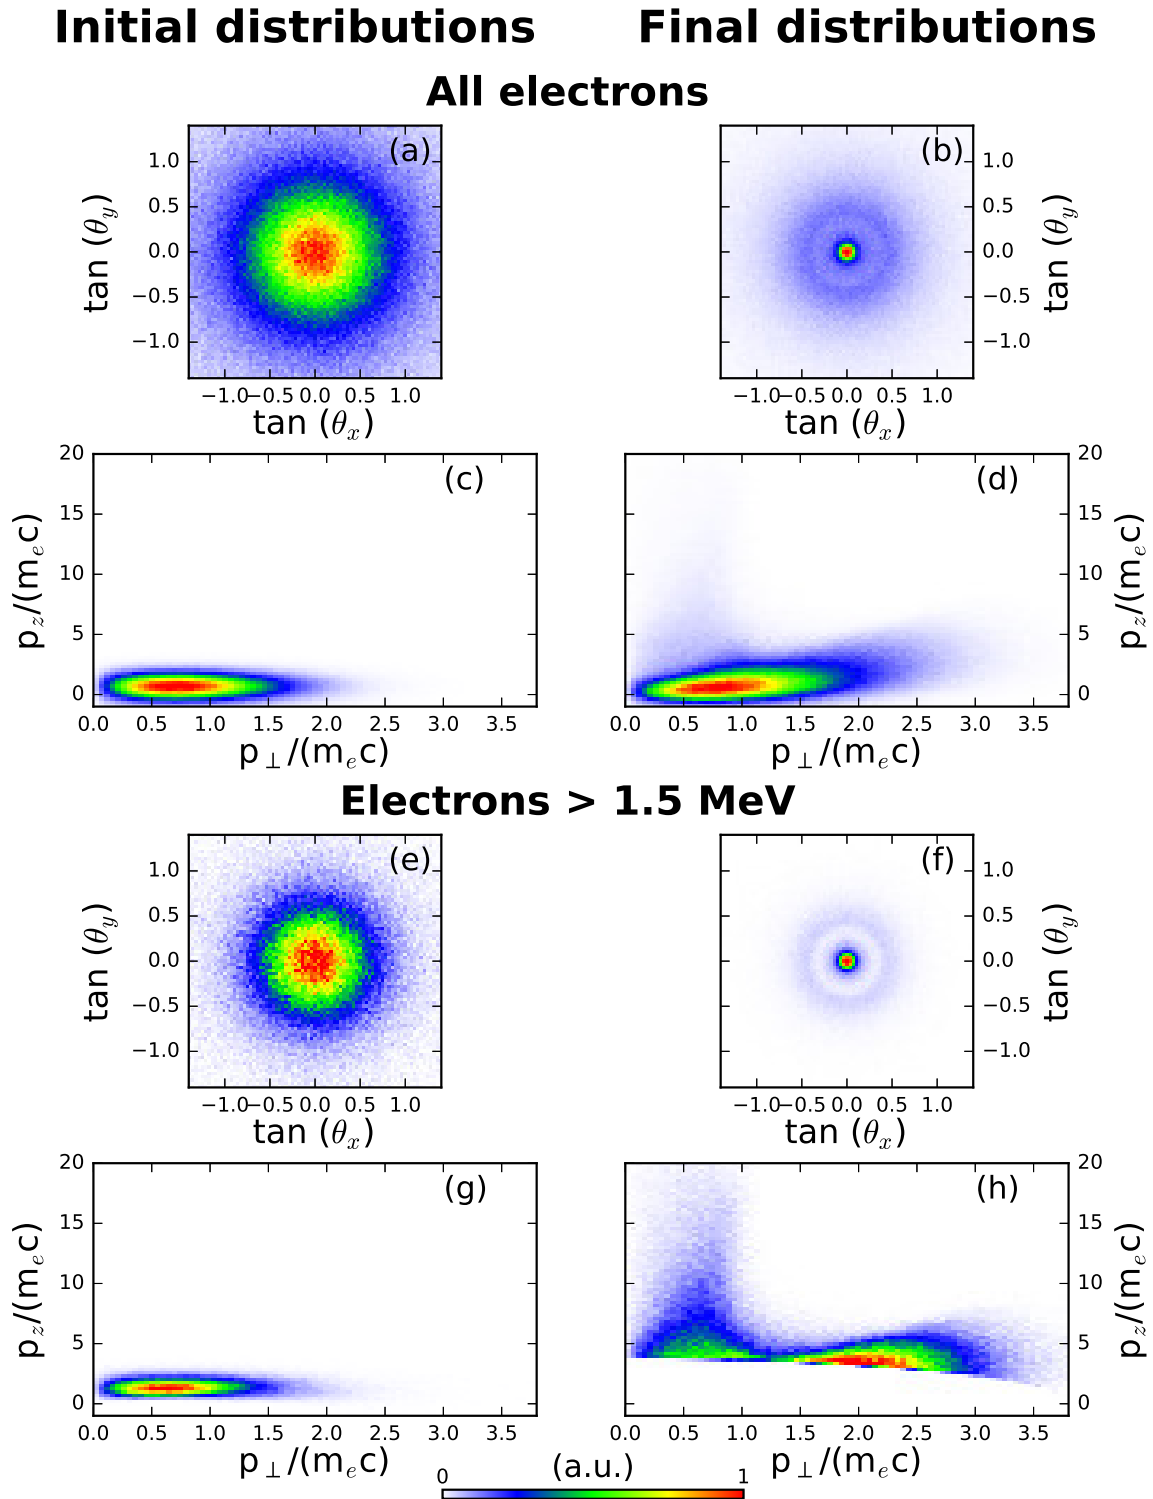 Initial distributions Final distributions
All electrons
(a) (b)
1.0 1.0
0.5 0.5
0.0 0.0
−0.5 −0.5
−1.0 −1.0
tan (θy) tan (θy)
−1.0 −0.5 0.0 0.5 1.0 −1.0 −0.5 0.0 0.5 1.0
tan (θx) tan (θx)
(c) (d)
20 20
15 15
10 10
5 5
0 0
pz/(mec) pz/(mec)
0.0 0.5 1.0 1.5 2.0 2.5 3.0 3.5 0.0 0.5 1.0 1.5 2.0 2.5 3.0 3.5
p⊥/(mec) p⊥/(mec)
Electrons > 1.5 MeV
(e) (f)
1.0 1.0
0.5 0.5
0.0 0.0
−0.5 −0.5
−1.0 −1.0
tan (θy) tan (θy)
−1.0 −0.5 0.0 0.5 1.0 −1.0 −0.5 0.0 0.5 1.0
tan (θx) tan (θx)
(g) (h)
20 20
15 15
10 10
5 5
0 0
pz/(mec) pz/(mec)
0.0 0.5 1.0 1.5 2.0 2.5 3.0 3.5 0.0 0.5 1.0 1.5 2.0 2.5 3.0 3.5
p⊥/(mec) (a.u.) p⊥/(mec)
0 1